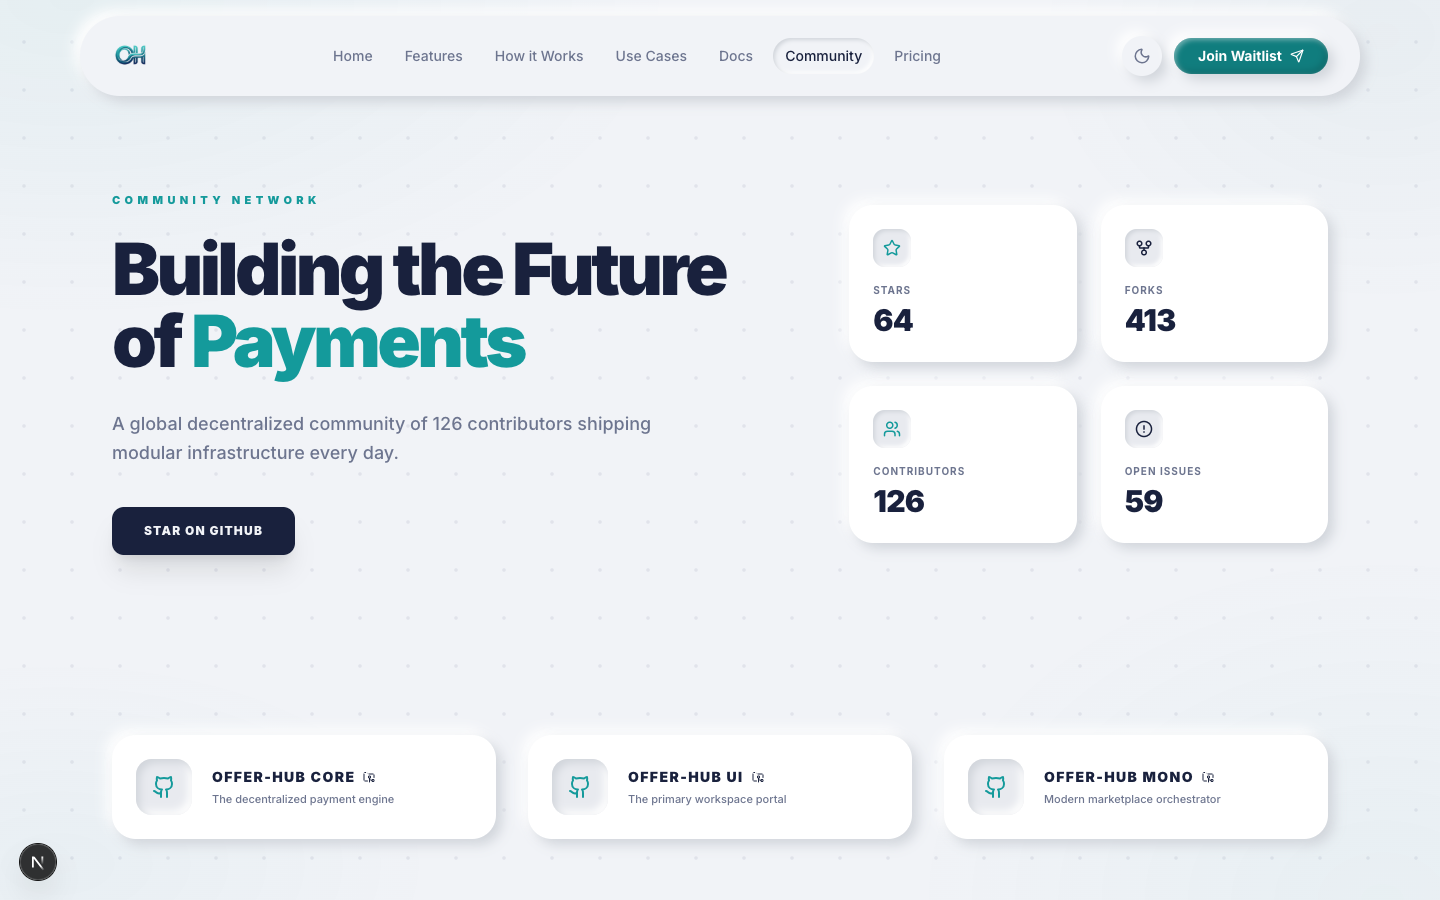 OH
Home
Features
How it Works
Use Cases
Docs
Community
Pricing
Join Waitlist
COMMUNITY NETWORK
Building the Future
of Payments
A global decentralized community of 126 contributors shipping
modular infrastructure every day.
STAR ON GITHUB
STARS
64
FORKS
413
CONTRIBUTORS
126
OPEN ISSUES
59
OFFER-HUB CORE
The decentralized payment engine
OFFER-HUB UI
The primary workspace portal
OFFER-HUB MONO
Modern marketplace orchestrator
N